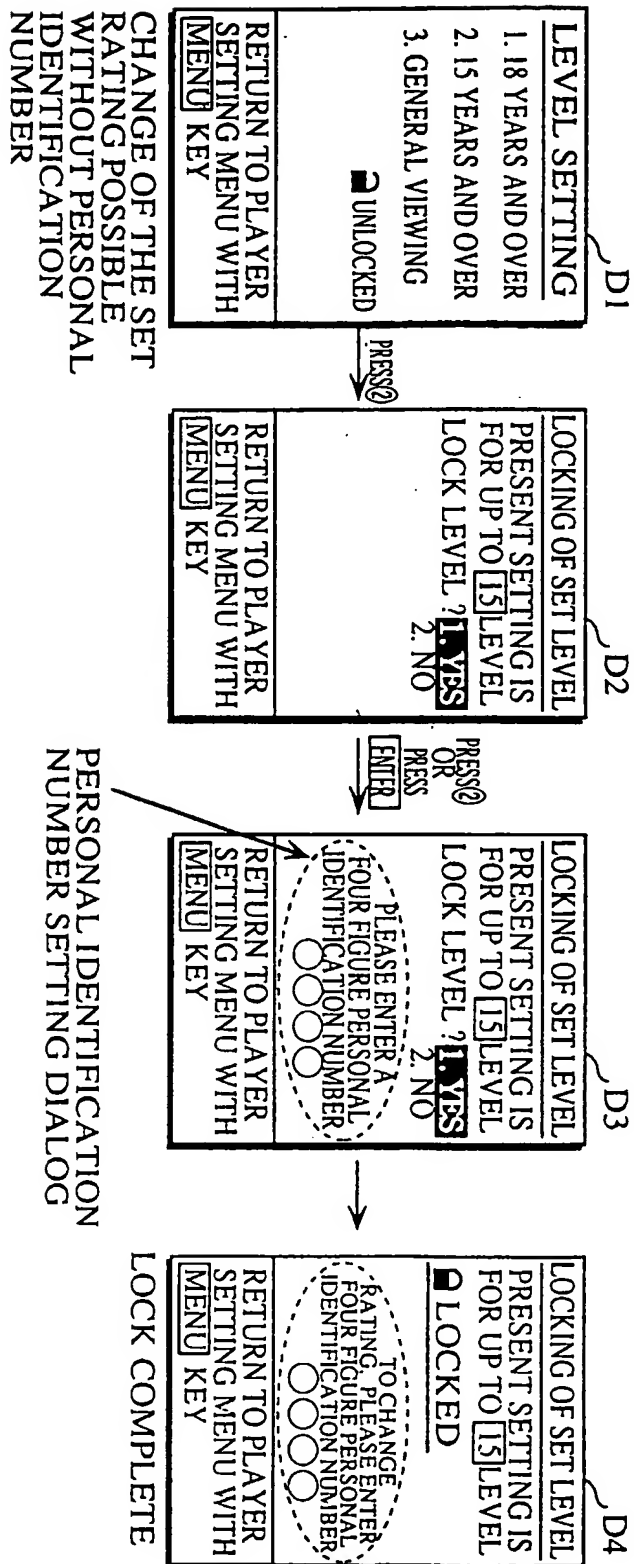 D1
LEVEL SETTING
1. 18 YEARS AND OVER
2. 15 YEARS AND OVER
3. GENERAL VIEWING
UNLOCKED
RETURN TO PLAYER
SETTING MENU WITH
MENU KEY
CHANGE OF THE SET
RATING POSSIBLE
WITHOUT PERSONAL
IDENTIFICATION
NUMBER
PRESS②
D2
LOCKING OF SET LEVEL
PRESENT SETTING IS
FOR UP TO 15 LEVEL
LOCK LEVEL ? 1. YES
2. NO
RETURN TO PLAYER
SETTING MENU WITH
MENU KEY
PRESS②
OR
PRESS
ENTER
D3
LOCKING OF SET LEVEL
PRESENT SETTING IS
FOR UP TO 15 LEVEL
LOCK LEVEL ? 1. YES
2. NO
PLEASE ENTER A
FOUR FIGURE PERSONAL
IDENTIFICATION NUMBER
○○○○
RETURN TO PLAYER
SETTING MENU WITH
MENU KEY
PERSONAL IDENTIFICATION
NUMBER SETTING DIALOG
D4
LOCKING OF SET LEVEL
PRESENT SETTING IS
FOR UP TO 15 LEVEL
LOCKED
TO CHANGE
RATING, PLEASE ENTER
FOUR FIGURE PERSONAL
IDENTIFICATION NUMBER
○○○○
RETURN TO PLAYER
SETTING MENU WITH
MENU KEY
LOCK COMPLETE